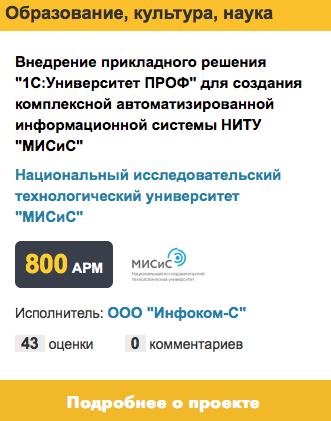 Образование, культура, наука
Внедрение прикладного решения
"1С:Университет ПРОФ" для создания
комплексной автоматизированной
информационной системы НИТУ
"МИСиС"
Национальный исследовательский
технологический университет
"МИСиС"
800 АРМ
МИСиС
Национальный исследовательский
технологический университет
Исполнитель: ООО "Инфоком-С"
43 оценки 0 комментариев
Подробнее о проекте